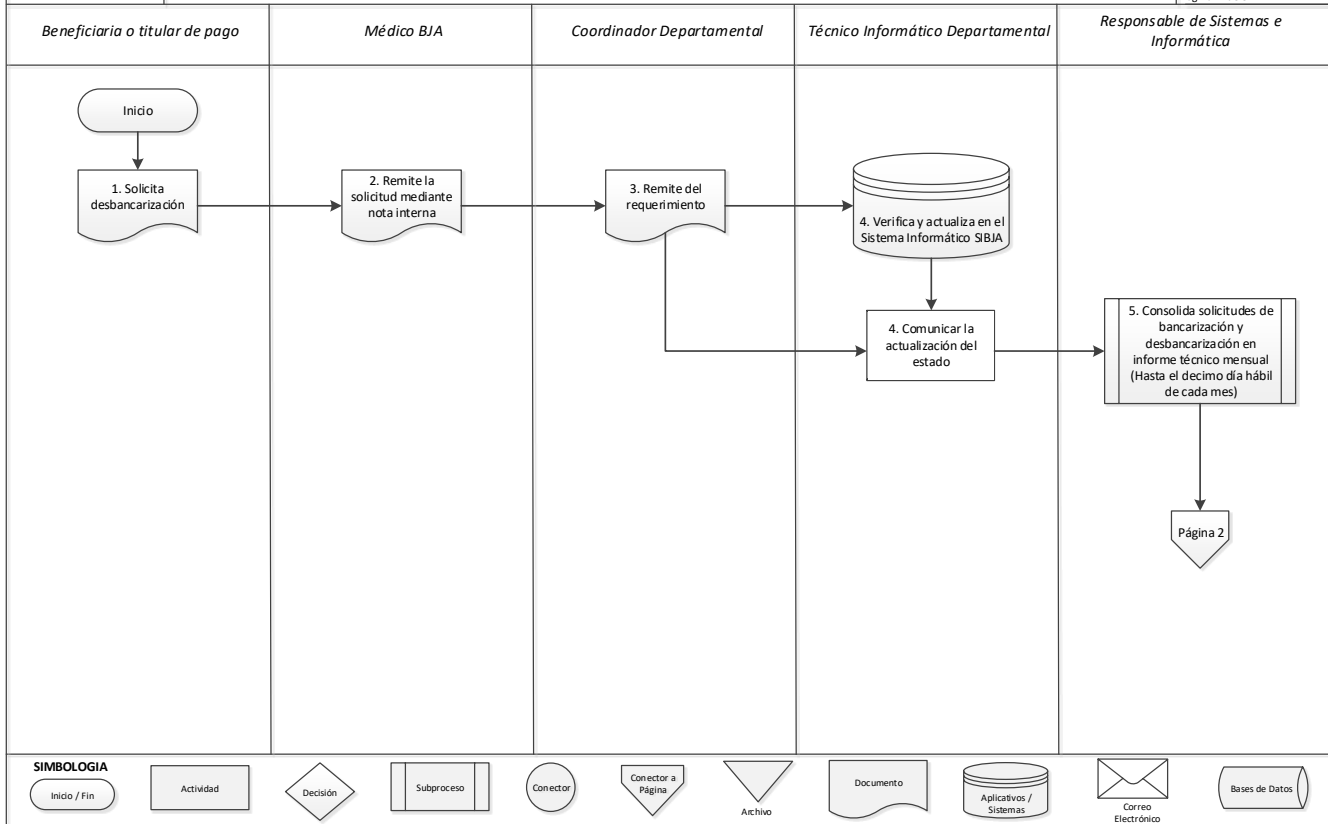 Beneficiaria o titular de pago
Médico BJA
Coordinador Departamental
Técnico Informático Departamental
Responsable de Sistemas e
Informática
Inicio
1. Solicita
desbancarización
2. Remite la
solicitud mediante
nota interna
3. Remite del
requerimiento
4. Verifica y actualiza en el
Sistema Informático SIBJA
4. Comunicar la
actualización del
estado
5. Consolida solicitudes de
bancarización y
desbancarización en
informe técnico mensual
(Hasta el decimo día hábil
de cada mes)
Página 2
SIMBOLOGIA
Inicio / Fin
Actividad
Decisión
Subproceso
Conector
Conector a
Página
Archivo
Documento
Aplicativos /
Sistemas
Correo
Electrónico
Bases de Datos